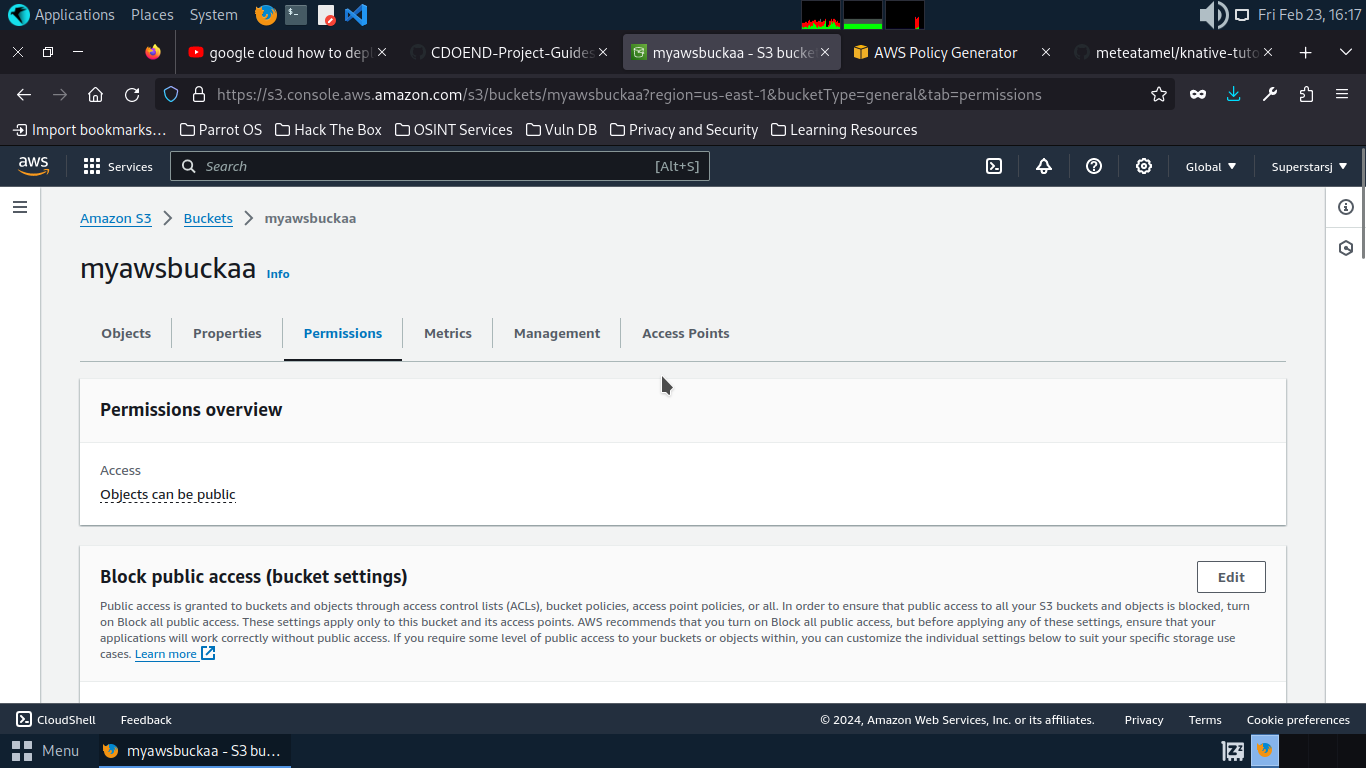 Applications Places System Fri Feb 23, 16:17
google cloud how to depl CDOEND-Project-Guides myawsbuckaa - S3 bucke AWS Policy Generator meteatamel/knative-tuto
https://s3.console.aws.amazon.com/s3/buckets/myawsbuckaa?region=us-east-1&bucketType=general&tab=permissions
Import bookmarks... Parrot OS Hack The Box OSINT Services Vuln DB Privacy and Security Learning Resources
aws Services Search [Alt+S] Global Superstarsj
Amazon S3 Buckets myawsbuckaa
myawsbuckaa Info
Objects Properties Permissions Metrics Management Access Points
Permissions overview
Access
Objects can be public
Block public access (bucket settings) Edit
Public access is granted to buckets and objects through access control lists (ACLs), bucket policies, access point policies, or all. In order to ensure that public access to all your S3 buckets and objects is blocked, turn
on Block all public access. These settings apply only to this bucket and its access points. AWS recommends that you turn on Block all public access, but before applying any of these settings, ensure that your
applications will work correctly without public access. If you require some level of public access to your buckets or objects within, you can customize the individual settings below to suit your specific storage use
cases. Learn more
CloudShell Feedback © 2024, Amazon Web Services, Inc. or its affiliates. Privacy Terms Cookie preferences
Menu myawsbuckaa - S3 bu...